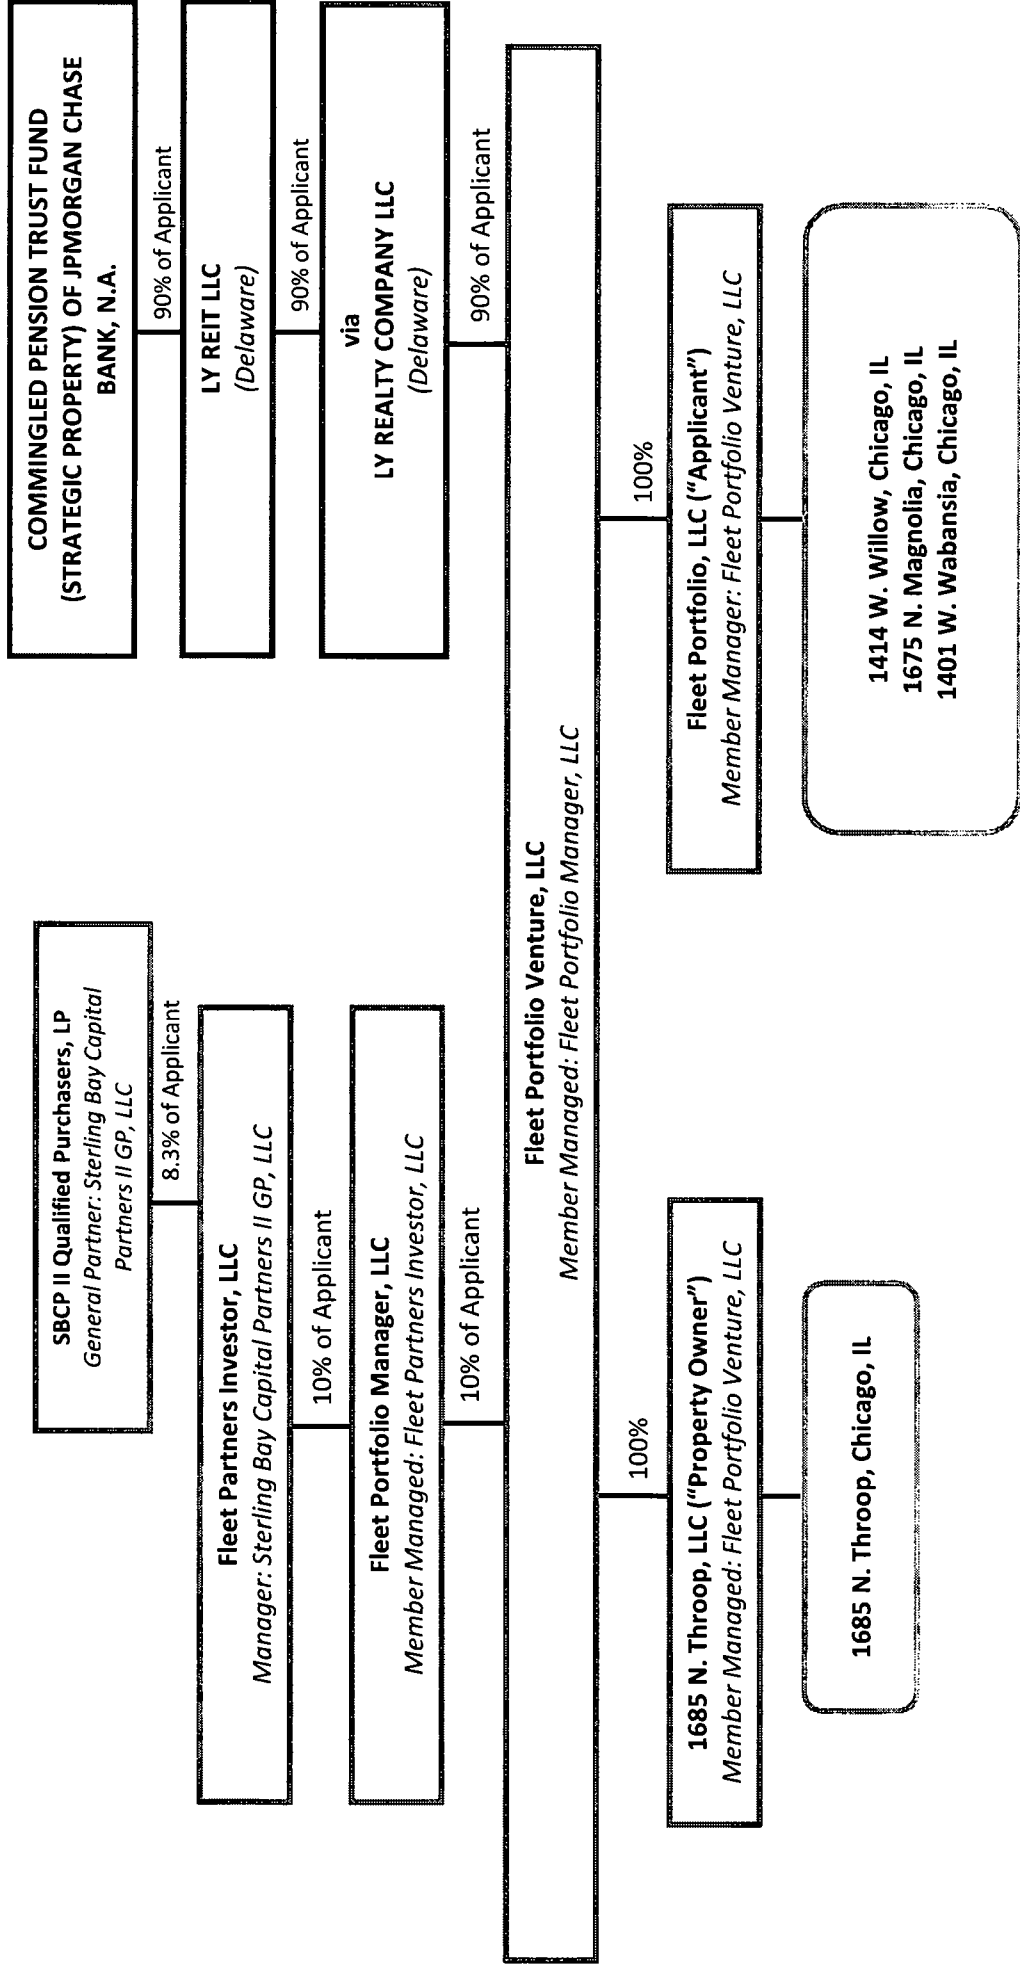 SBCP II Qualified Purchasers, LP
General Partner: Sterling Bay Capital
Partners II GP, LLC
8.3% of Applicant
Fleet Partners Investor, LLC
Manager: Sterling Bay Capital Partners II GP, LLC
10% of Applicant
Fleet Portfolio Manager, LLC
Member Managed: Fleet Partners Investor, LLC
10% of Applicant
COMMINGLED PENSION TRUST FUND
(STRATEGIC PROPERTY) OF JPMORGAN CHASE
BANK, N.A.
90% of Applicant
LY REIT LLC
(Delaware)
90% of Applicant
via
LY REALTY COMPANY LLC
(Delaware)
90% of Applicant
Fleet Portfolio Venture, LLC
Member Managed: Fleet Portfolio Manager, LLC
100%
1685 N. Throop, LLC (“Property Owner”)
Member Managed: Fleet Portfolio Venture, LLC
1685 N. Throop, Chicago, IL
100%
Fleet Portfolio, LLC (“Applicant”)
Member Manager: Fleet Portfolio Venture, LLC
1414 W. Willow, Chicago, IL
1675 N. Magnolia, Chicago, IL
1401 W. Wabansia, Chicago, IL